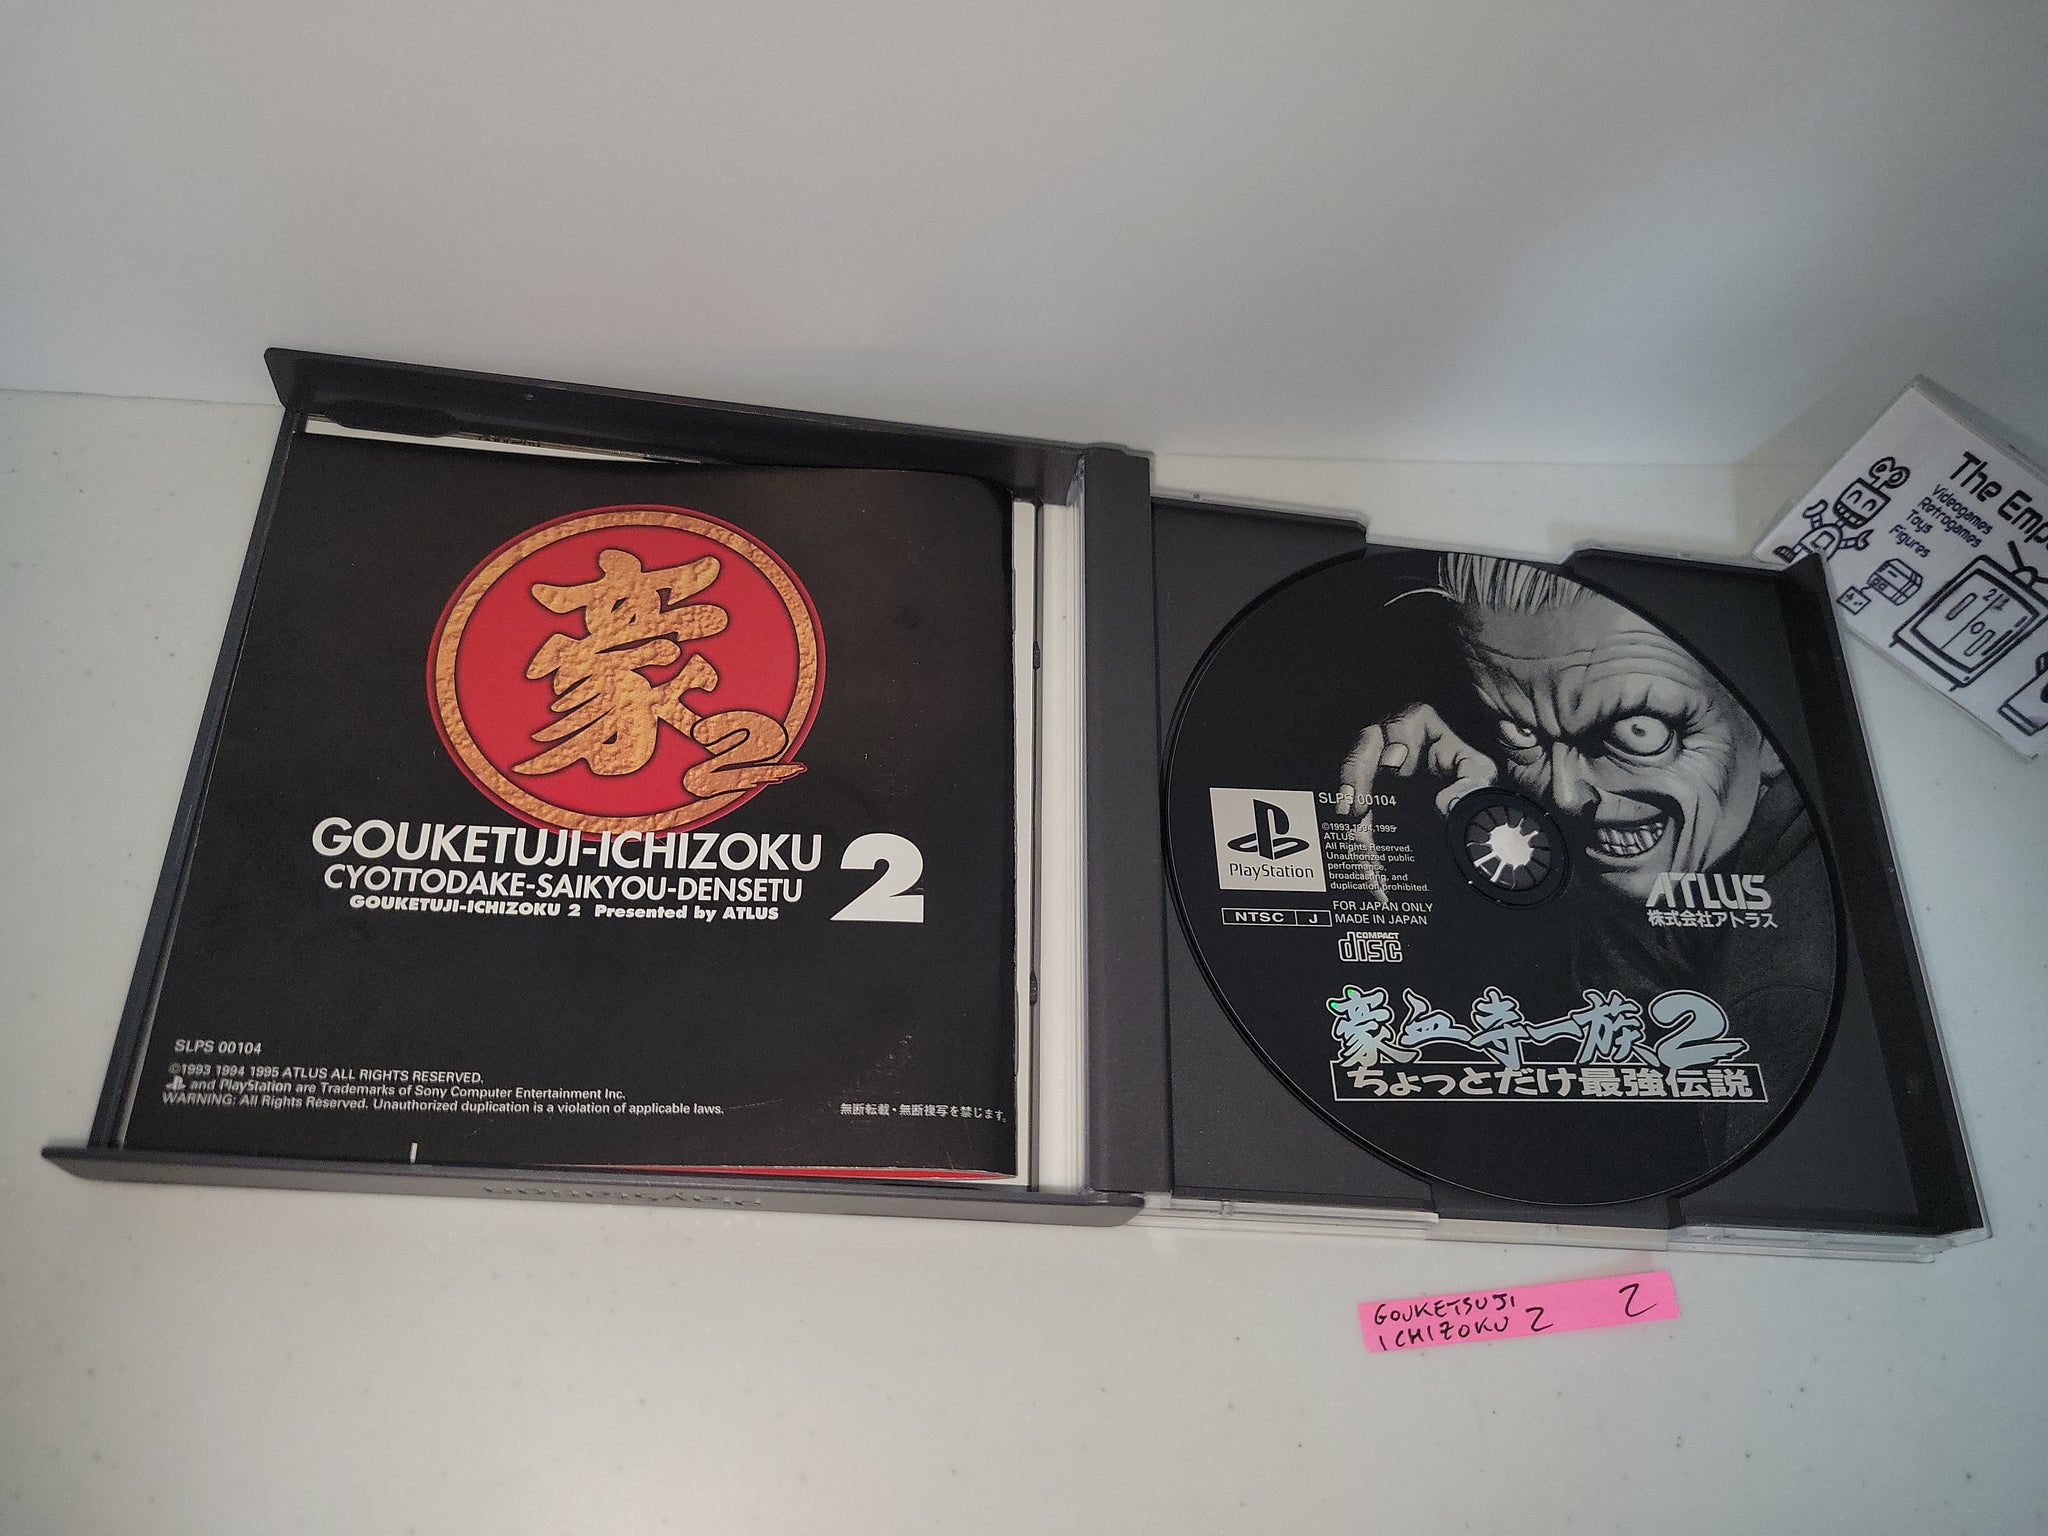 豪2
GOUKETUJI-ICHIZOKU 2
CYOTTODAKE-SAIKYOU-DENSETU
GOUKETUJI-ICHIZOKU 2 Presented by ATLUS
SLPS 00104
©1993 1994 1995 ATLUS ALL RIGHTS RESERVED.
and PlayStation are Trademarks of Sony Computer Entertainment Inc.
WARNING: All Rights Reserved. Unauthorized duplication is a violation of applicable laws.
無断転載・無断複写を禁じます。
PlayStation
PlayStation
SLPS 00104
©1993,1994,1995
ATLUS
All Rights Reserved.
Unauthorized public
performance,
broadcasting, and
duplication prohibited.
FOR JAPAN ONLY
MADE IN JAPAN
NTSC J
COMPACT
disc
ATLUS
株式会社アトラス
豪血寺一族2
ちょっとだけ最強伝説
The
Videogames
Retrogames
Toys
Figures
GOUKETSUJI
ICHIZOKU 2
2